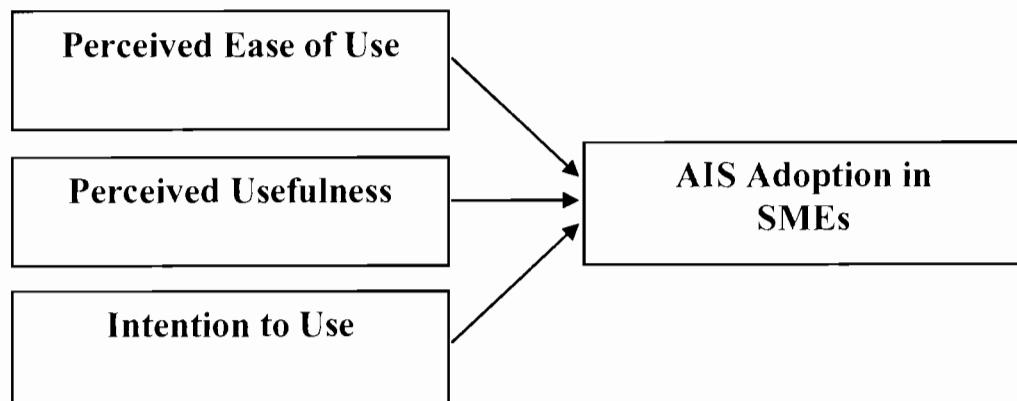 Perceived Ease of Use
Perceived Usefulness
AIS Adoption in
SMEs
Intention to Use